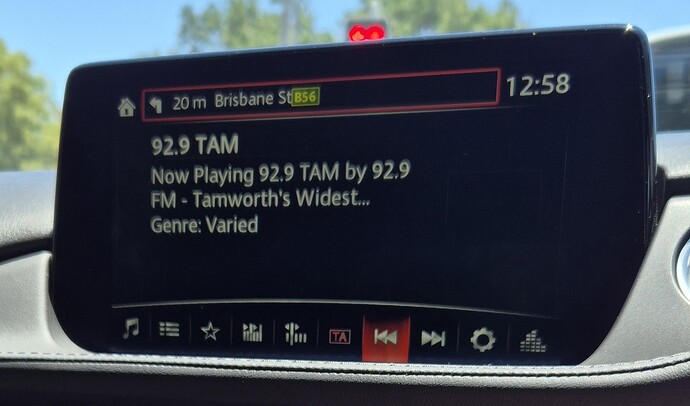 20 m Brisbane St B56
12:58
92.9 TAM
Now Playing 92.9 TAM by 92.9
FM - Tamworth's Widest...
Genre: Varied
TA